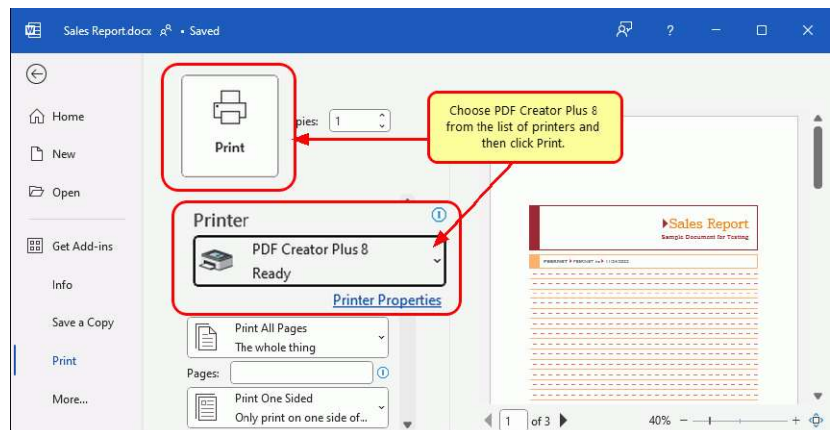 Sales Report.docx • Saved
?
Home
New
Open
Get Add-ins
Info
Save a Copy
Print
More...
Print
pies: 1
Choose PDF Creator Plus 8
from the list of printers and
then click Print.
Printer
PDF Creator Plus 8
Ready
Printer Properties
Print All Pages
The whole thing
Pages:
Print One Sided
Only print on one side of...
Sales Report
Sample Document for Testing
1 of 3
40%